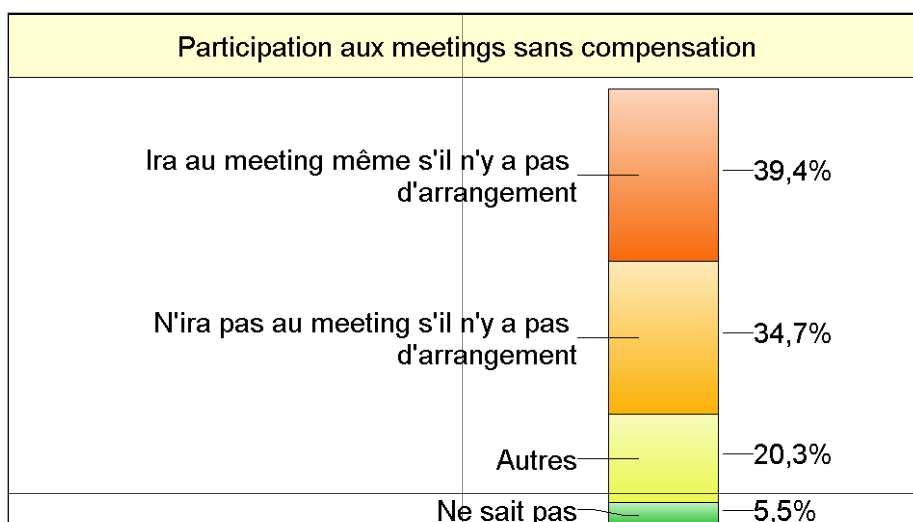 Participation aux meetings sans compensation
Ira au meeting même s'il n'y a pas
d'arrangement
39,4%
N'ira pas au meeting s'il n'y a pas
d'arrangement
34,7%
Autres
20,3%
Ne sait pas
5,5%